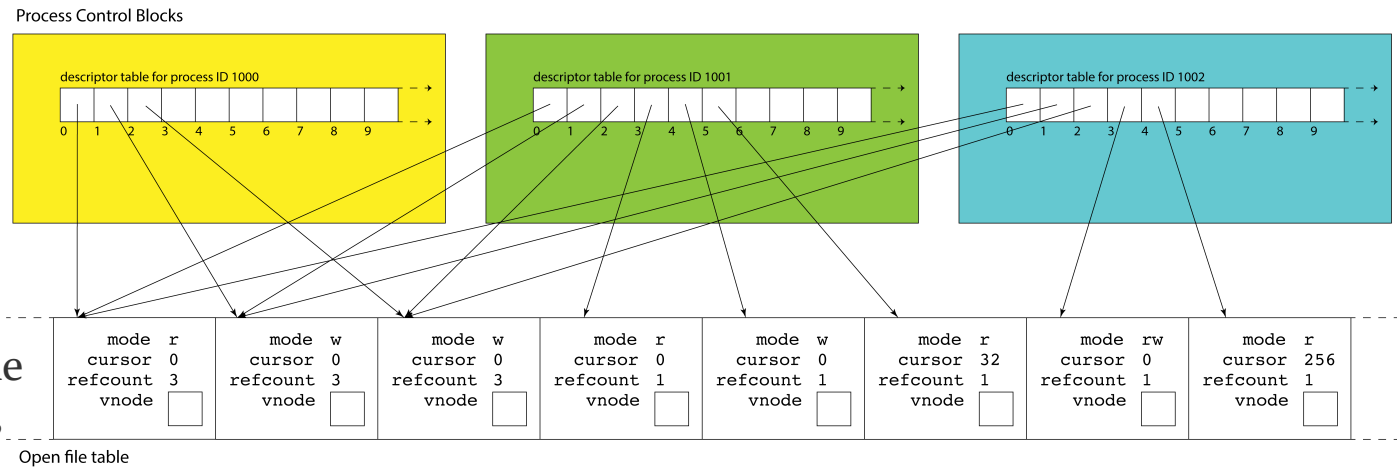 Process Control Blocks
descriptor table for process ID 1000
0 1 2 3 4 5 6 7 8 9
descriptor table for process ID 1001
0 1 2 3 4 5 6 7 8 9
descriptor table for process ID 1002
0 1 2 3 4 5 6 7 8 9
mode r
cursor 0
refcount 3
vnode
mode w
cursor 0
refcount 3
vnode
mode w
cursor 0
refcount 3
vnode
mode r
cursor 0
refcount 1
vnode
mode w
cursor 0
refcount 1
vnode
mode r
cursor 32
refcount 1
vnode
mode rw
cursor 0
refcount 1
vnode
mode r
cursor 256
refcount 1
vnode
Open file table